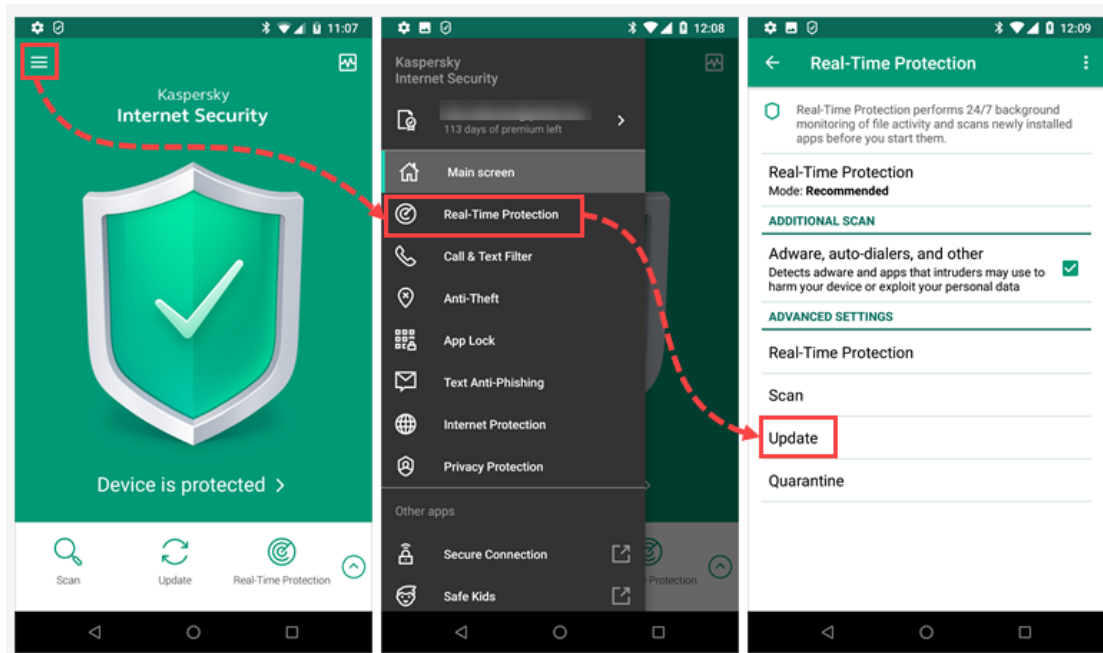 11:07
Kaspersky
Internet Security
Device is protected >
Scan
Update
Real-Time Protection
12:08
Kaspersky
Internet Security
113 days of premium left
Main screen
Real-Time Protection
Call & Text Filter
Anti-Theft
App Lock
Text Anti-Phishing
Internet Protection
Privacy Protection
Other apps
Secure Connection
Safe Kids
Protection
12:09
Real-Time Protection
Real-Time Protection performs 24/7 background
monitoring of file activity and scans newly installed
apps before you start them.
Real-Time Protection
Mode: Recommended
ADDITIONAL SCAN
Adware, auto-dialers, and other
Detects adware and apps that intruders may use to
harm your device or exploit your personal data
ADVANCED SETTINGS
Real-Time Protection
Scan
Update
Quarantine